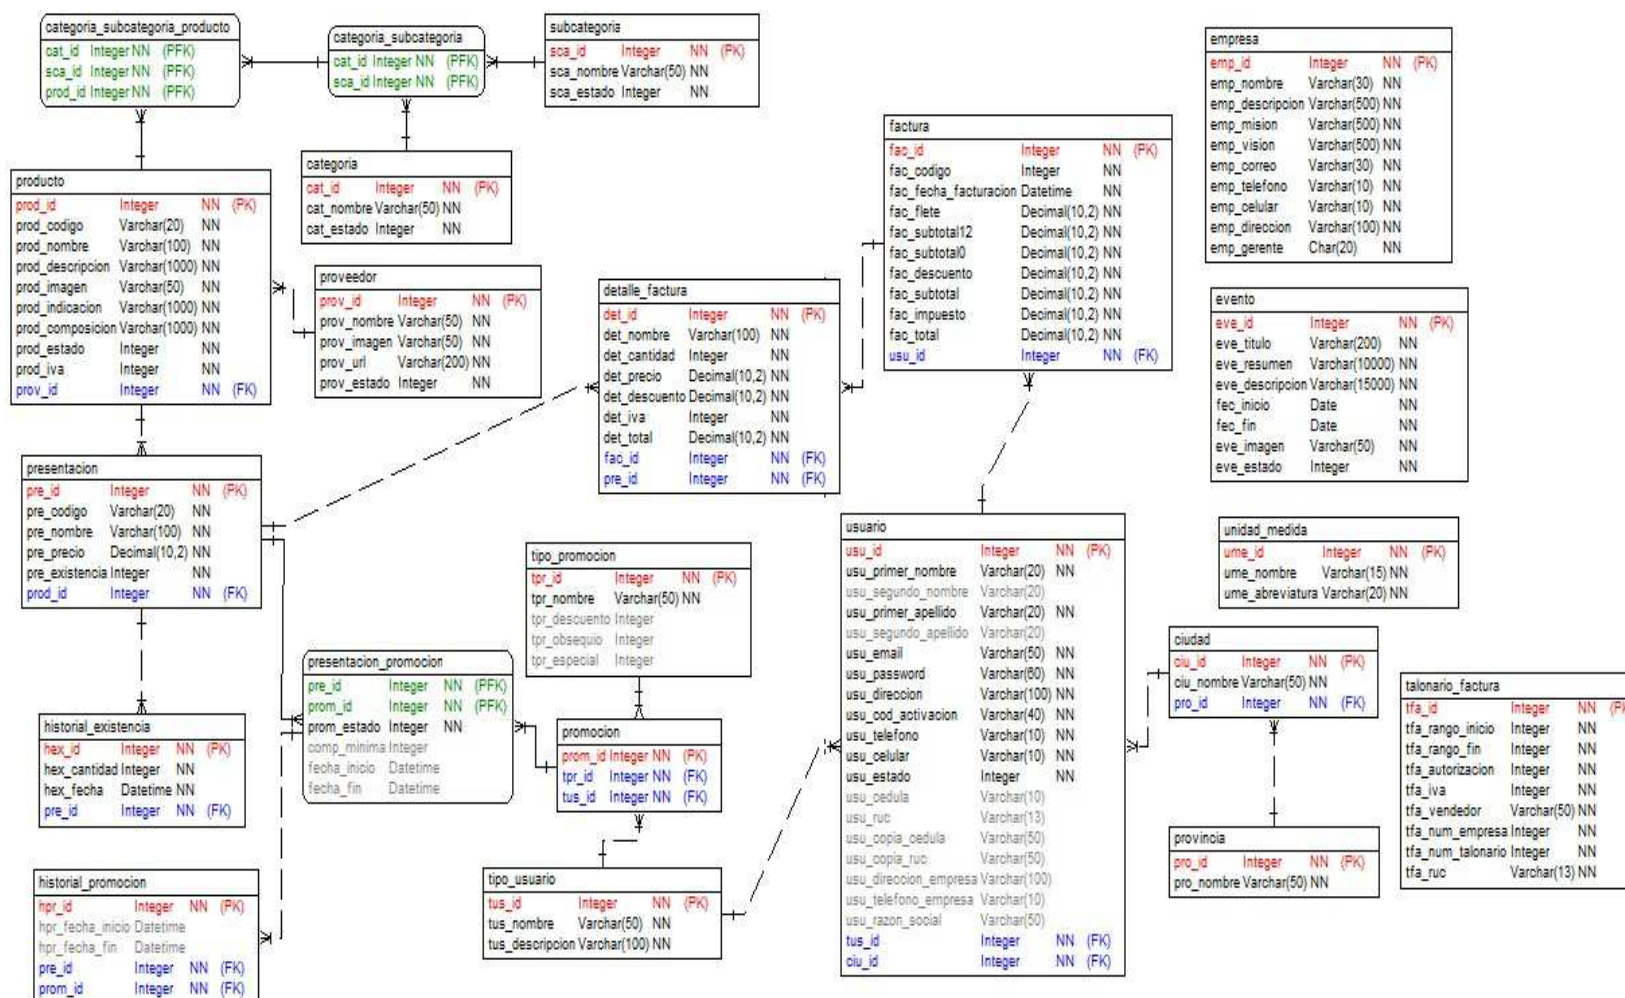 categoria_subcategoria_producto
cat_id Integer NN (PFK)
sca_id Integer NN (PFK)
prod_id Integer NN (PFK)
categoria_subcategoria
cat_id Integer NN (PFK)
sca_id Integer NN (PFK)
subcategoria
sca_id Integer NN (PK)
sca_nombre Varchar(50) NN
sca_estado Integer NN
empresa
emp_id Integer NN (PK)
emp_nombre Varchar(30) NN
emp_descripcion Varchar(500) NN
emp_mision Varchar(500) NN
emp_vision Varchar(500) NN
emp_correo Varchar(30) NN
emp_telefono Varchar(10) NN
emp_celular Varchar(10) NN
emp_direccion Varchar(100) NN
emp_gerente Char(20) NN
categoria
cat_id Integer NN (PK)
cat_nombre Varchar(50) NN
cat_estado Integer NN
factura
fac_id Integer NN (PK)
fac_codigo Integer NN
fac_fecha_facturacion Datetime NN
fac_flete Decimal(10,2) NN
fac_subtotal12 Decimal(10,2) NN
fac_subtotal0 Decimal(10,2) NN
fac_descuento Decimal(10,2) NN
fac_subtotal Decimal(10,2) NN
fac_impuesto Decimal(10,2) NN
fac_total Decimal(10,2) NN
usu_id Integer NN (FK)
producto
prod_id Integer NN (PK)
prod_codigo Varchar(20) NN
prod_nombre Varchar(100) NN
prod_descripcion Varchar(1000) NN
prod_imagen Varchar(50) NN
prod_indicacion Varchar(1000) NN
prod_composicion Varchar(1000) NN
prod_estado Integer NN
prod_iva Integer NN
prov_id Integer NN (FK)
proveedor
prov_id Integer NN (PK)
prov_nombre Varchar(50) NN
prov_imagen Varchar(50) NN
prov_url Varchar(200) NN
prov_estado Integer NN
detalle_factura
det_id Integer NN (PK)
det_nombre Varchar(100) NN
det_cantidad Integer NN
det_precio Decimal(10,2) NN
det_descuento Decimal(10,2) NN
det_iva Integer NN
det_total Decimal(10,2) NN
fac_id Integer NN (FK)
pre_id Integer NN (FK)
evento
eve_id Integer NN (PK)
eve_titulo Varchar(200) NN
eve_resumen Varchar(10000) NN
eve_descripcion Varchar(15000) NN
fec_inicio Date NN
fec_fin Date NN
eve_imagen Varchar(50) NN
eve_estado Integer NN
presentacion
pre_id Integer NN (PK)
pre_codigo Varchar(20) NN
pre_nombre Varchar(100) NN
pre_precio Decimal(10,2) NN
pre_existencia Integer NN
prod_id Integer NN (FK)
usuario
usu_id Integer NN (PK)
usu_primer_nombre Varchar(20) NN
usu_segundo_nombre Varchar(20)
usu_primer_apellido Varchar(20) NN
usu_segundo_apellido Varchar(20)
usu_email Varchar(50) NN
usu_password Varchar(60) NN
usu_direccion Varchar(100) NN
usu_cod_activacion Varchar(40) NN
usu_telefono Varchar(10) NN
usu_celular Varchar(10) NN
usu_estado Integer NN
usu_cedula Varchar(10)
usu_ruc Varchar(13)
usu_copia_cedula Varchar(50)
usu_copia_ruc Varchar(50)
usu_direccion_empresa Varchar(100)
usu_telefono_empresa Varchar(10)
usu_razon_social Varchar(50)
tus_id Integer NN (FK)
ciu_id Integer NN (FK)
unidad_medida
ume_id Integer NN (PK)
ume_nombre Varchar(15) NN
ume_abreviatura Varchar(20) NN
tipo_promocion
tpr_id Integer NN (PK)
tpr_nombre Varchar(50) NN
tpr_descuento Integer
tpr_obsequio Integer
tpr_especial Integer
ciudad
ciu_id Integer NN (PK)
ciu_nombre Varchar(50) NN
pro_id Integer NN (FK)
presentacion_promocion
pre_id Integer NN (PFK)
prom_id Integer NN (PFK)
prom_estado Integer NN
comp_minima Integer
fecha_inicio Datetime
fecha_fin Datetime
talonario_factura
tfa_id Integer NN (PK
tfa_rango_inicio Integer NN
tfa_rango_fin Integer NN
tfa_autorizacion Integer NN
tfa_iva Integer NN
tfa_vendedor Varchar(50) NN
tfa_num_empresa Integer NN
tfa_num_talonario Integer NN
tfa_ruc Varchar(13) NN
historial_existencia
hex_id Integer NN (PK)
hex_cantidad Integer NN
hex_fecha Datetime NN
pre_id Integer NN (FK)
promocion
prom_id Integer NN (PK)
tpr_id Integer NN (FK)
tus_id Integer NN (FK)
provincia
pro_id Integer NN (PK)
pro_nombre Varchar(50) NN
historial_promocion
hpr_id Integer NN (PK)
hpr_fecha_inicio Datetime
hpr_fecha_fin Datetime
pre_id Integer NN (FK)
prom_id Integer NN (FK)
tipo_usuario
tus_id Integer NN (PK)
tus_nombre Varchar(50) NN
tus_descripcion Varchar(100) NN